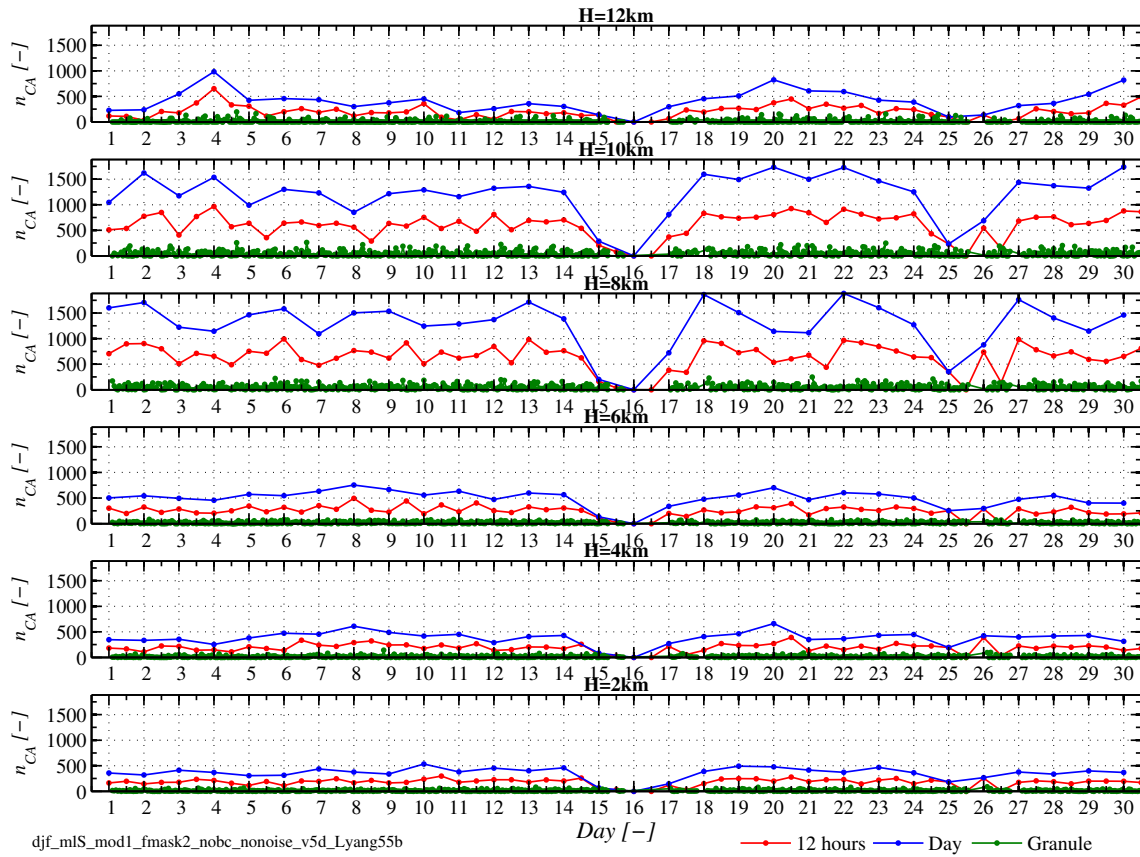 H=12km
n_CA [−]
1500
1000
500
0
1 2 3 4 5 6 7 8 9 10 11 12 13 14 15 16 17 18 19 20 21 22 23 24 25 26 27 28 29 30
H=10km
n_CA [−]
1500
1000
500
0
1 2 3 4 5 6 7 8 9 10 11 12 13 14 15 16 17 18 19 20 21 22 23 24 25 26 27 28 29 30
H=8km
n_CA [−]
1500
1000
500
0
1 2 3 4 5 6 7 8 9 10 11 12 13 14 15 16 17 18 19 20 21 22 23 24 25 26 27 28 29 30
H=6km
n_CA [−]
1500
1000
500
0
1 2 3 4 5 6 7 8 9 10 11 12 13 14 15 16 17 18 19 20 21 22 23 24 25 26 27 28 29 30
H=4km
n_CA [−]
1500
1000
500
0
1 2 3 4 5 6 7 8 9 10 11 12 13 14 15 16 17 18 19 20 21 22 23 24 25 26 27 28 29 30
H=2km
n_CA [−]
1500
1000
500
0
1 2 3 4 5 6 7 8 9 10 11 12 13 14 15 16 17 18 19 20 21 22 23 24 25 26 27 28 29 30
Day [−]
djf_mlS_mod1_fmask2_nobc_nonoise_v5d_Lyang55b
12 hours Day Granule